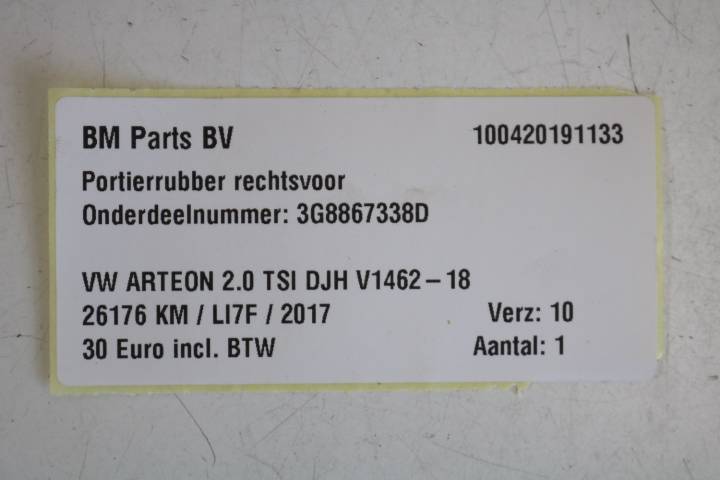 BM Parts BV 100420191133
Portierrubber rechtsvoor
Onderdeelnummer: 3G8867338D
VW ARTEON 2.0 TSI DJH V1462-18
26176 KM / LI7F / 2017 Verz: 10
30 Euro incl. BTW Aantal: 1